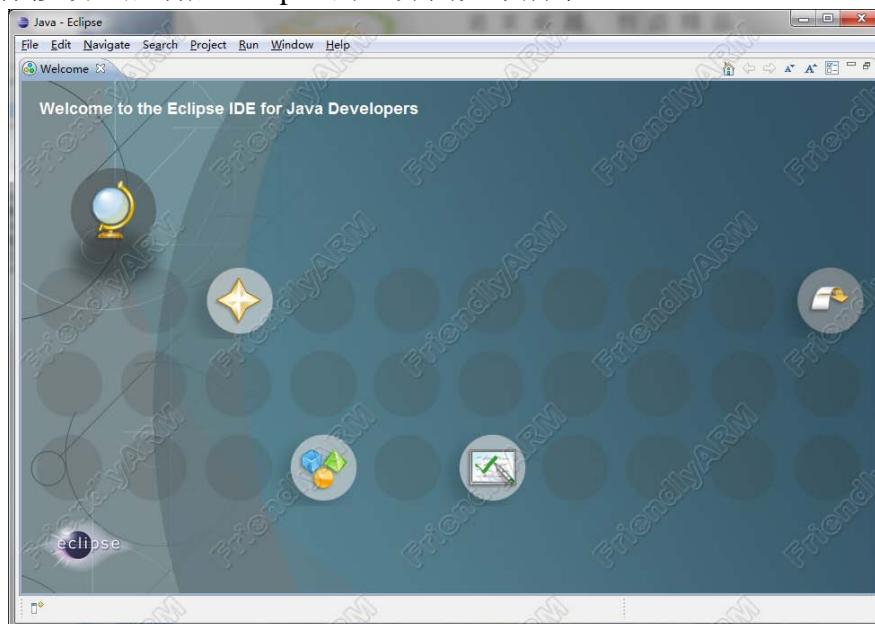 Java - Eclipse
File Edit Navigate Search Project Run Window Help
Welcome
Welcome to the Eclipse IDE for Java Developers
eclipse
FriendlyARM